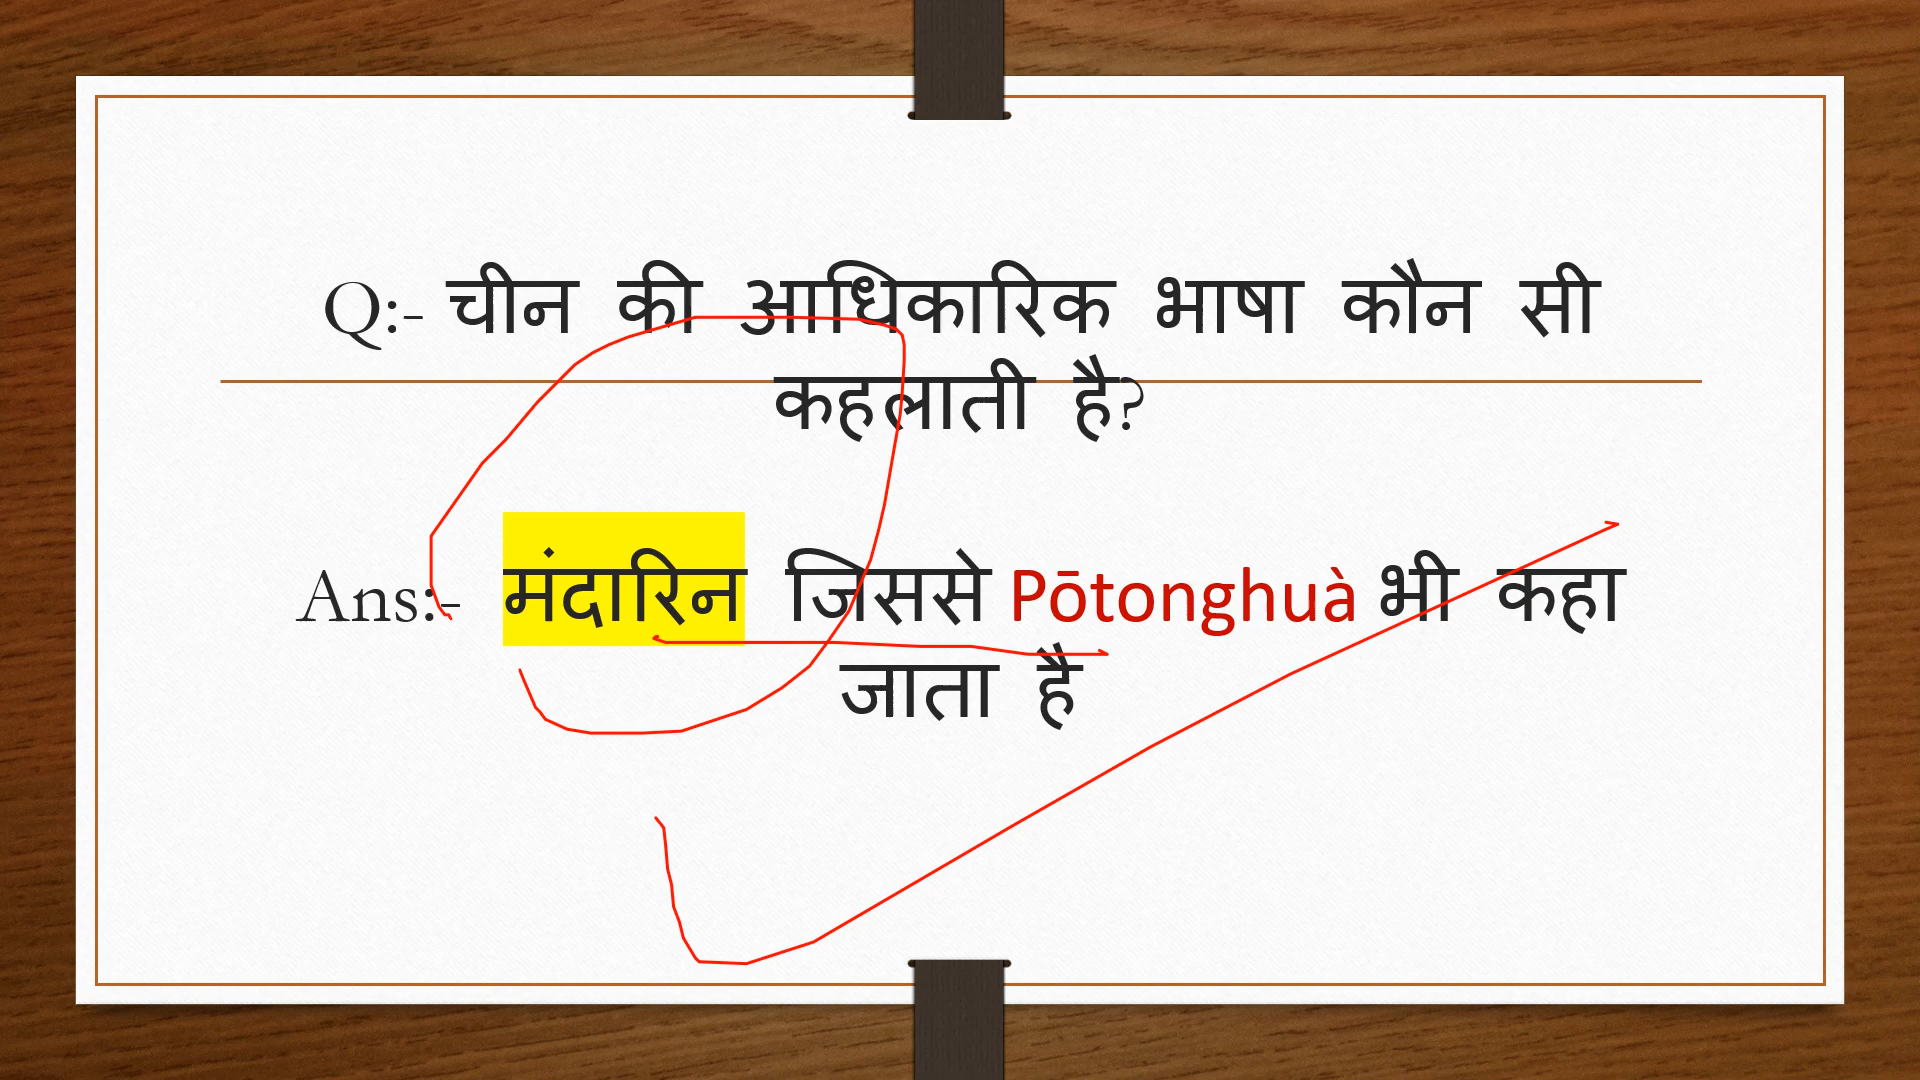 Q:- चीन की आधिकारिक भाषा कौन सी
कहलाती है?
Ans:- मंदारिन जिससे Pōtonghuà भी कहा
जाता है